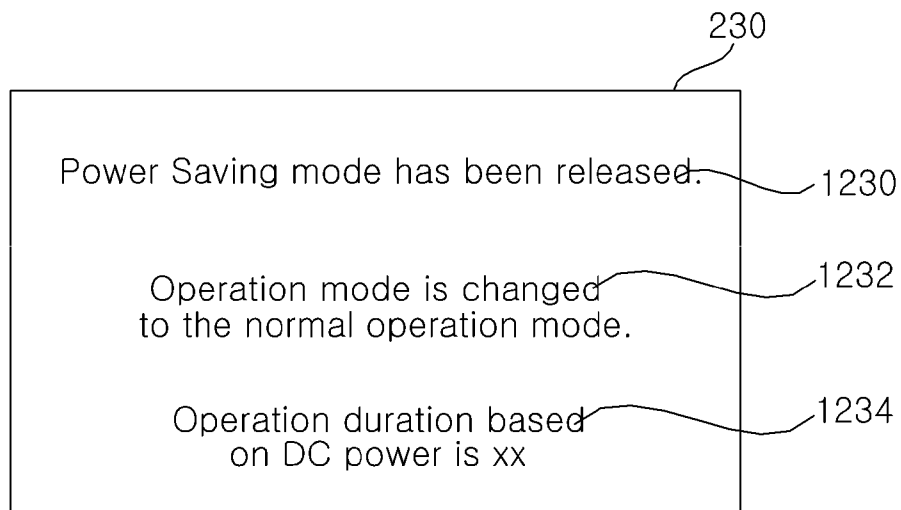 230
Power Saving mode has been released.
1230
Operation mode is changed
to the normal operation mode.
1232
Operation duration based
on DC power is xx
1234